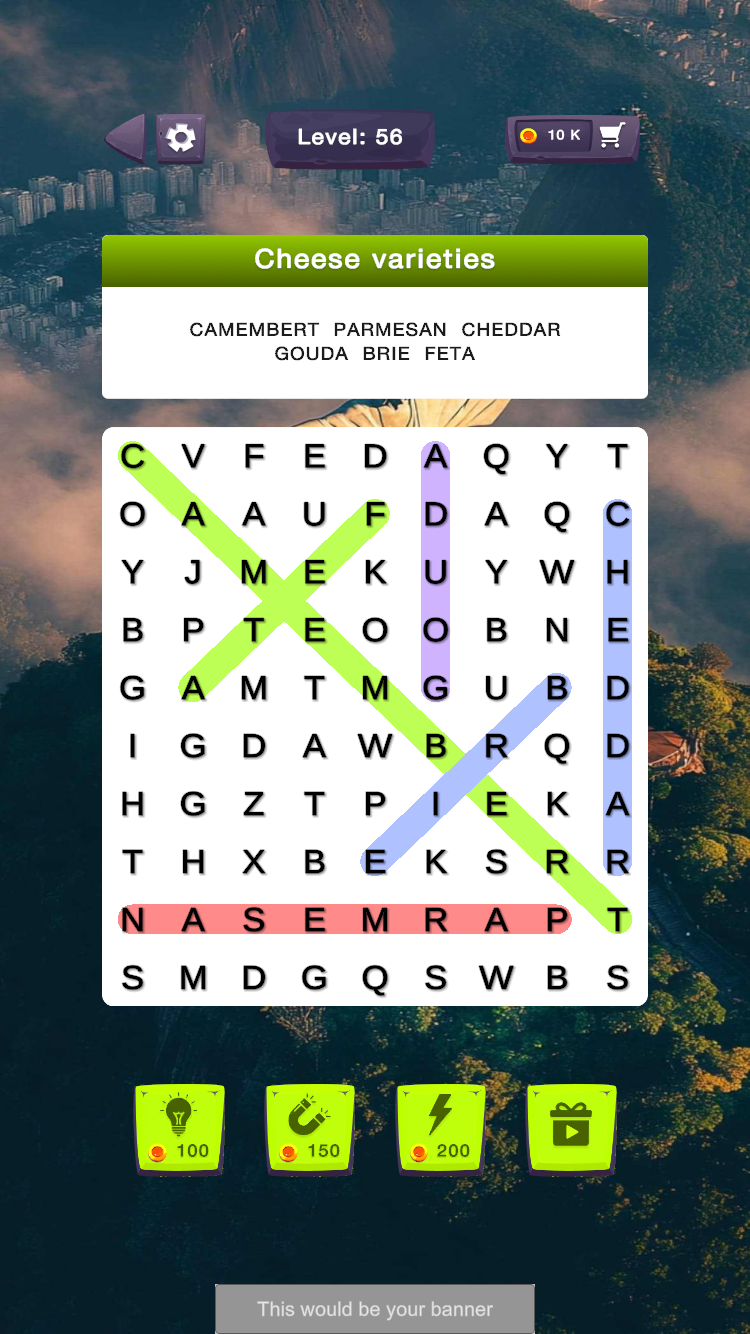 Level: 56
10 K
Cheese varieties
CAMEMBERT PARMESAN CHEDDAR
GOUDA BRIE FETA
C V F E D A Q Y T
O A A U F D A Q C
Y J M E K U Y W H
B P T E O O B N E
G A M T M G U B D
I G D A W B R Q D
H G Z T P I E K A
T H X B E K S R R
N A S E M R A P T
S M D G Q S W B S
100 150 200
This would be your banner